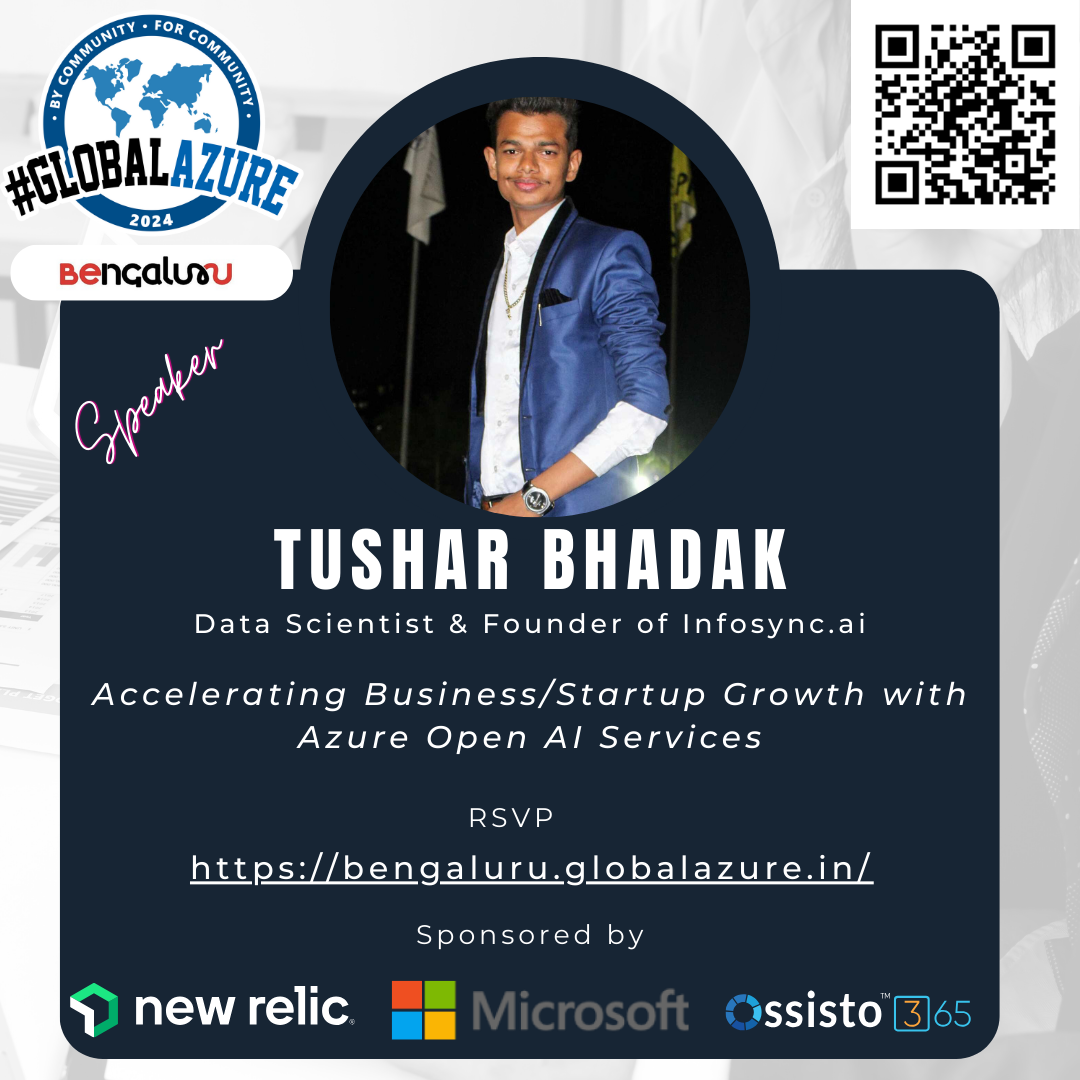 BY COMMUNITY • FOR COMMUNITY
#GLOBALAZURE
2024
Bengaluru
Speaker
TUSHAR BHADAK
Data Scientist & Founder of Infosync.ai
Accelerating Business/Startup Growth with
Azure Open AI Services
RSVP
https://bengaluru.globalazure.in/
Sponsored by
new relic®
Microsoft
Ossisto™ 365